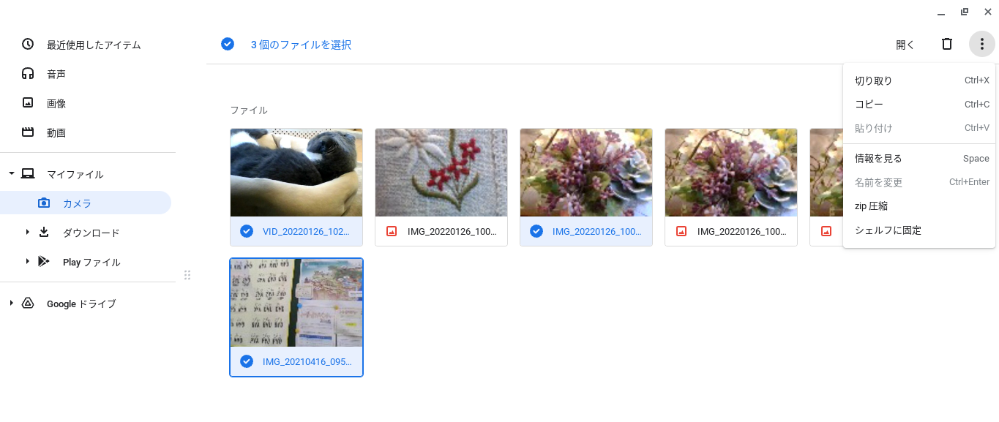 最近使用したアイテム
音声
画像
動画
マイファイル
カメラ
ダウンロード
Play ファイル
Google ドライブ
3 個のファイルを選択
開く
ファイル
VID_20220126_102...
IMG_20220126_100...
IMG_20220126_100...
IMG_20220126_100...
IMG_20210416_095...
切り取り Ctrl+X
コピー Ctrl+C
貼り付け Ctrl+V
情報を見る Space
名前を変更 Ctrl+Enter
zip 圧縮
シェルフに固定